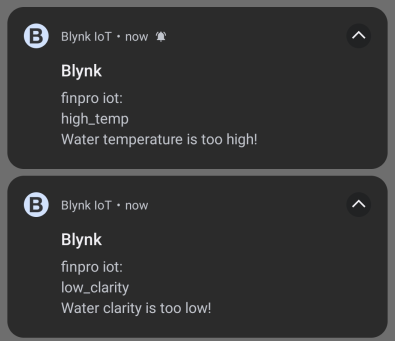 B Blynk IoT • now
Blynk
finpro iot:
high_temp
Water temperature is too high!
B Blynk IoT • now
Blynk
finpro iot:
low_clarity
Water clarity is too low!